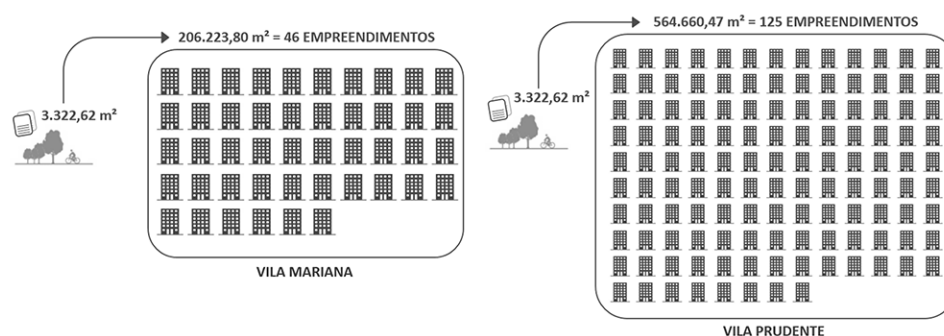 206.223,80 m² = 46 EMPREENDIMENTOS
3.322,62 m²
VILA MARIANA
564.660,47 m² = 125 EMPREENDIMENTOS
3.322,62 m²
VILA PRUDENTE